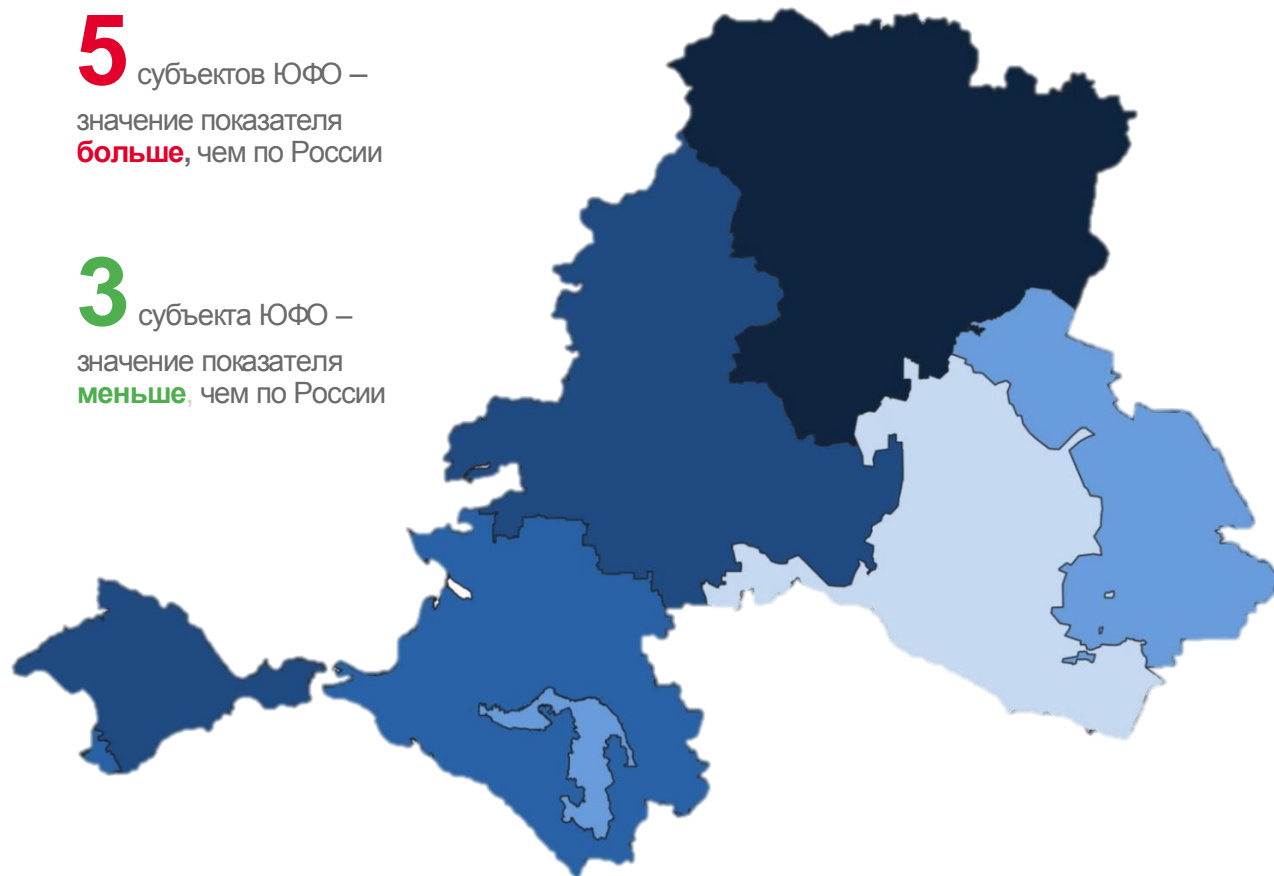 5 субъектов ЮФО –
значение показателя
больше, чем по России
3 субъекта ЮФО –
значение показателя
меньше, чем по России